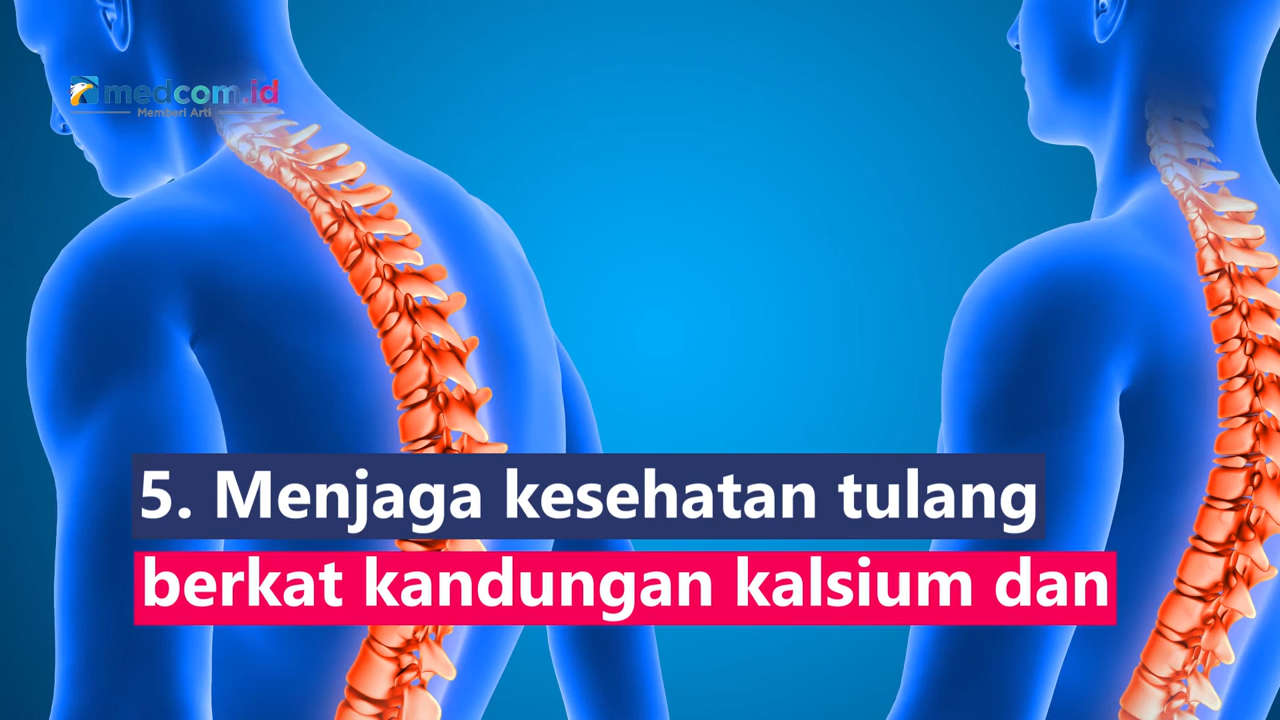 medcom.id
Memberi Arti
5. Menjaga kesehatan tulang
berkat kandungan kalsium dan